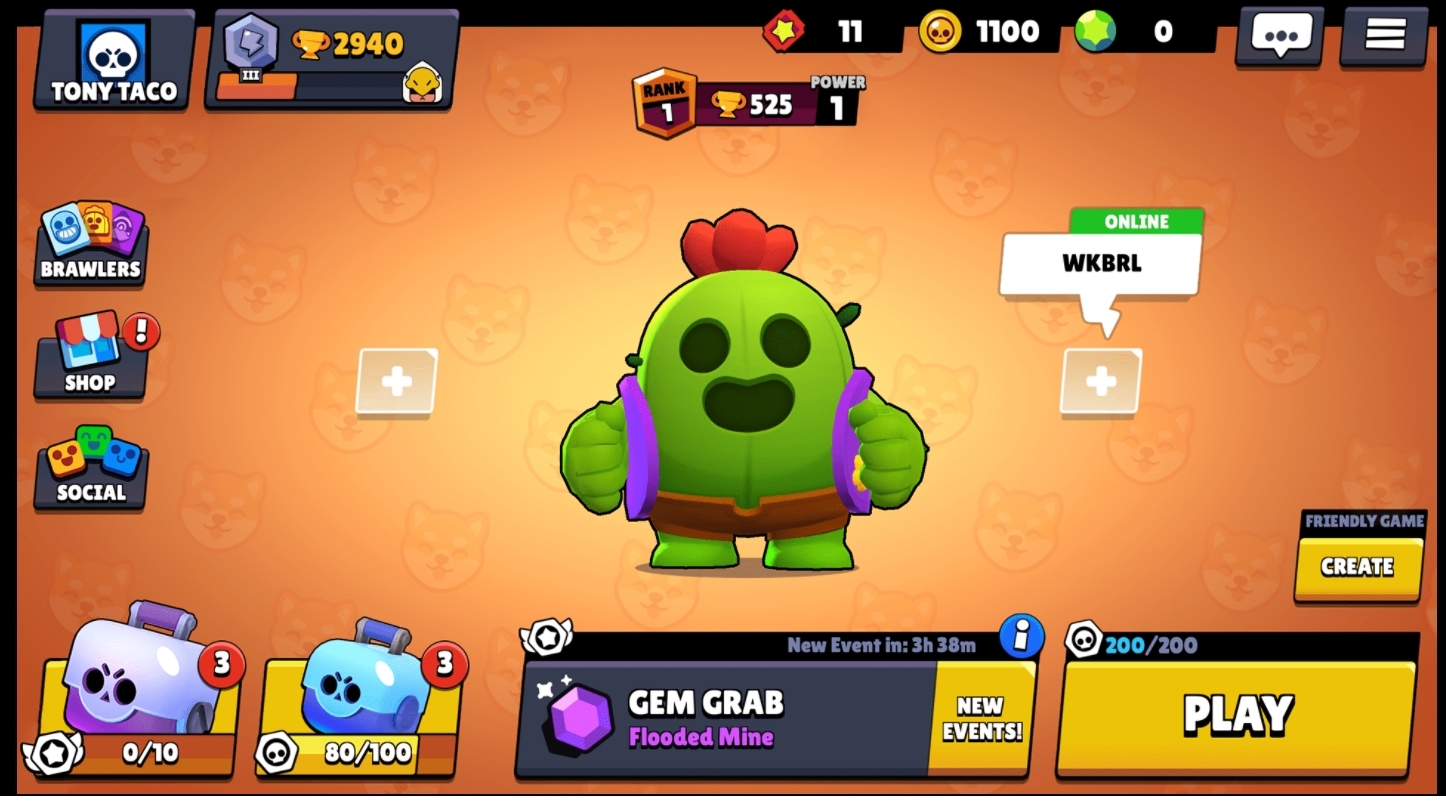 TONY TACO
III
2940
11
1100
0
RANK
1
525
POWER
1
BRAWLERS
!
SHOP
SOCIAL
ONLINE
WKBRL
FRIENDLY GAME
CREATE
3
0/10
3
80/100
New Event in: 3h 38m
i
GEM GRAB
Flooded Mine
NEW
EVENTS!
200/200
PLAY